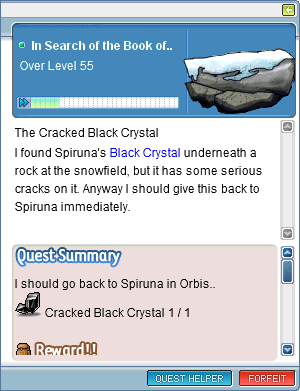 In Search of the Book of..
Over Level 55
The Cracked Black Crystal
I found Spiruna's Black Crystal underneath a
rock at the snowfield, but it has some serious
cracks on it. Anyway I should give this back to
Spiruna immediately.
Quest Summary
I should go back to Spiruna in Orbis..
Cracked Black Crystal 1 / 1
Reward!!
QUEST HELPER
FORFEIT